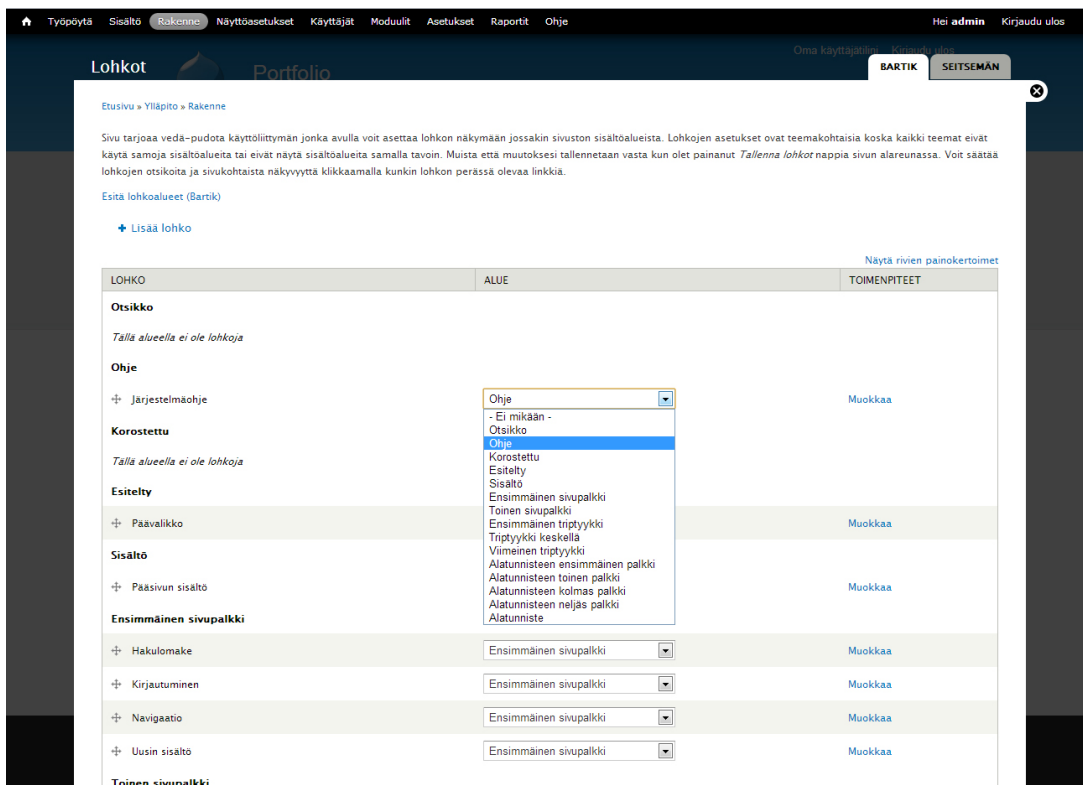 Työpöytä Sisältö Rakenne Näyttöasetukset Käyttäjät Moduulit Asetukset Raportit Ohje Hei admin Kirjaudu ulos
Oma käyttäjätilini Kirjaudu ulos
Lohkot Portfolio BARTIK SEITSEMÄN
Etusivu » Ylläpito » Rakenne
Sivu tarjoaa vedä-pudota käyttöliittymän jonka avulla voit asettaa lohkon näkymään jossakin sivuston sisältöalueista. Lohkojen asetukset ovat teemakohtaisia koska kaikki teemat eivät
käytä samoja sisältöalueita tai eivät näytä sisältöalueita samalla tavoin. Muista että muutoksesi tallennetaan vasta kun olet painanut Tallenna lohkot nappia sivun alareunassa. Voit säätää
lohkojen otsikoita ja sivukohtaista näkyvyyttä klikkaamalla kunkin lohkon perässä olevaa linkkiä.
Esitä lohkoalueet (Bartik)
+ Lisää lohko
Näytä rivien painokertoimet
LOHKO ALUE TOIMENPITEET
Otsikko
Tällä alueella ei ole lohkoja
Ohje
Järjestelmäohje Ohje Muokkaa
- Ei mikään -
Otsikko
Ohje
Korostettu
Esitelty
Sisältö
Ensimmäinen sivupalkki
Toinen sivupalkki
Ensimmäinen triptyykki
Triptyykki keskellä
Viimeinen triptyykki
Alatunnisteen ensimmäinen palkki
Alatunnisteen toinen palkki
Alatunnisteen kolmas palkki
Alatunnisteen neljäs palkki
Alatunniste
Korostettu
Tällä alueella ei ole lohkoja
Esitelty
Päävalikko Muokkaa
Sisältö
Pääsivun sisältö Muokkaa
Ensimmäinen sivupalkki
Hakulomake Ensimmäinen sivupalkki Muokkaa
Kirjautuminen Ensimmäinen sivupalkki Muokkaa
Navigaatio Ensimmäinen sivupalkki Muokkaa
Uusin sisältö Ensimmäinen sivupalkki Muokkaa
Toinen sivupalkki